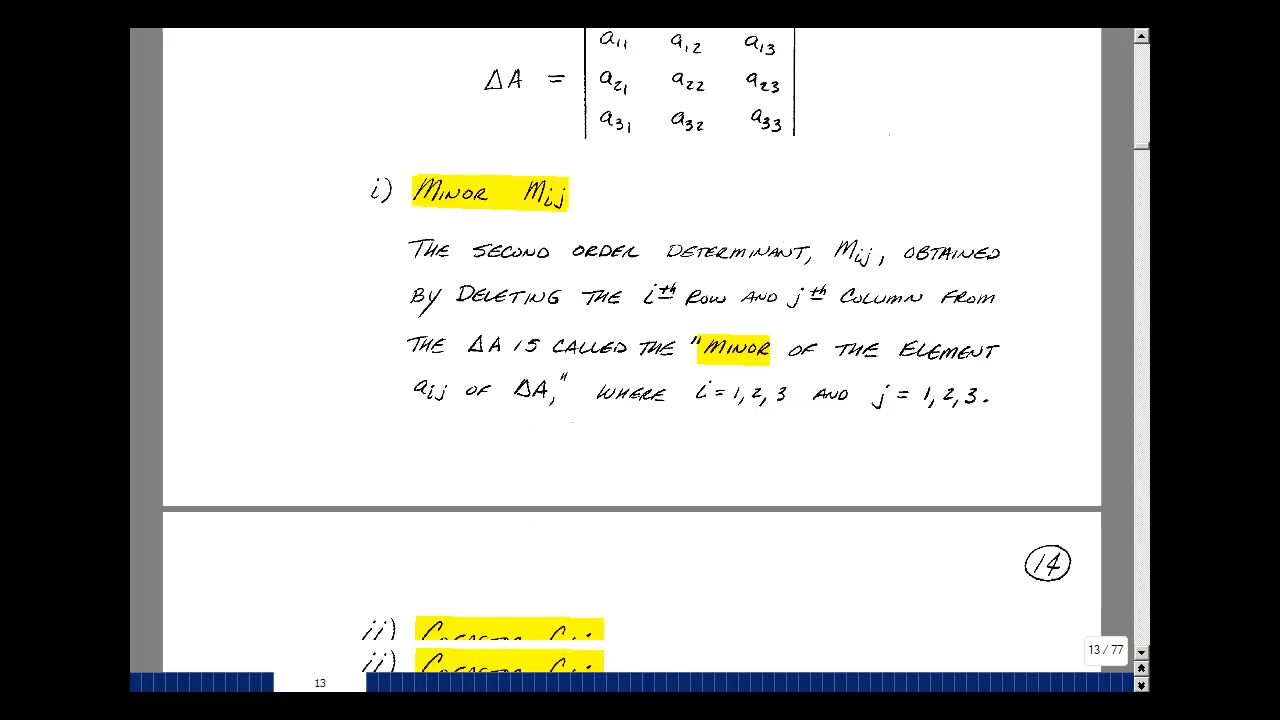 a11 a12 a13
ΔA = a21 a22 a23
a31 a32 a33
i) MINOR Mij
THE SECOND ORDER DETERMINANT, Mij, OBTAINED
BY DELETING THE ith ROW AND jth COLUMN FROM
THE ΔA IS CALLED THE "MINOR OF THE ELEMENT
aij OF ΔA," WHERE i = 1, 2, 3 AND j = 1, 2, 3.
14
ii)
ii)
13 / 77
13